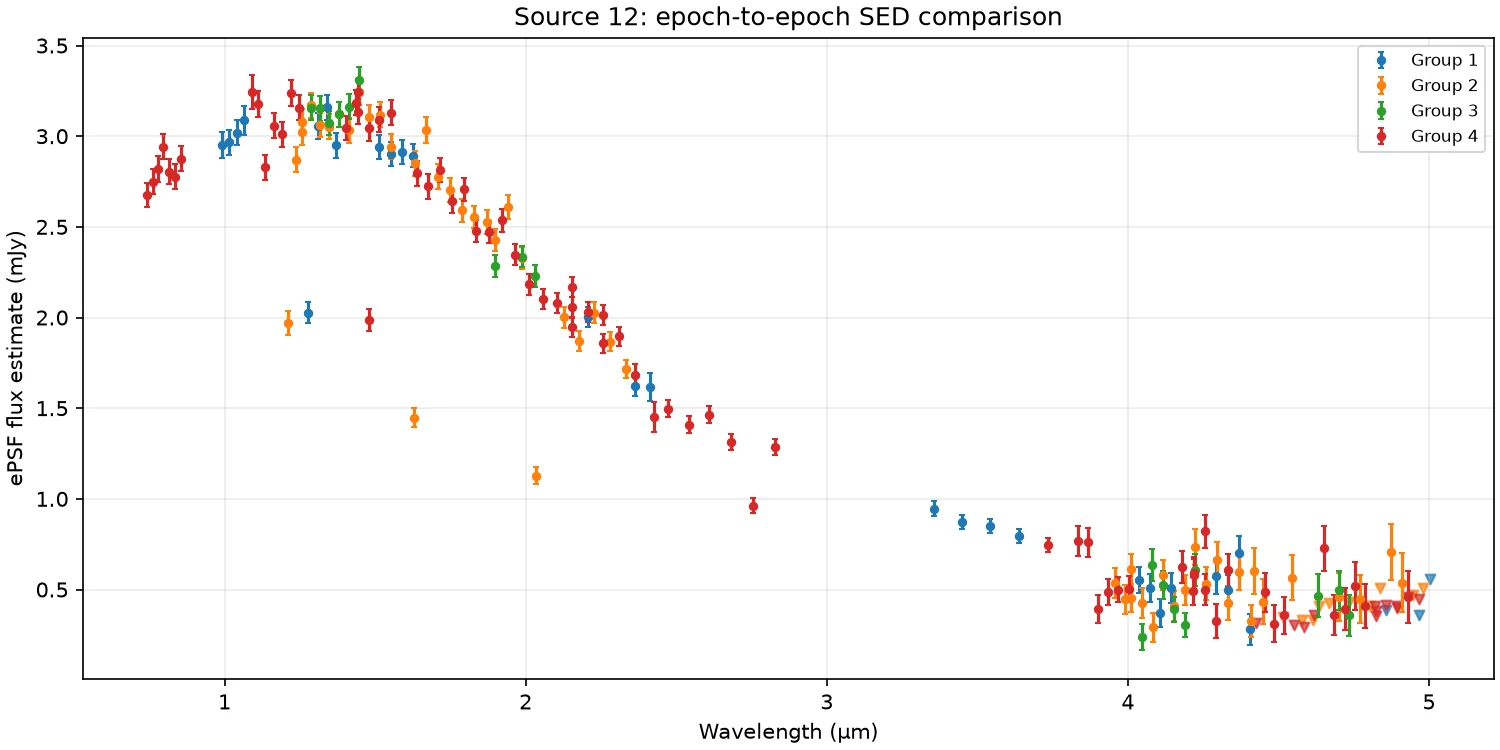 Source 12: epoch-to-epoch SED comparison
ePSF flux estimate (mJy)
3.5
3.0
2.5
2.0
1.5
1.0
0.5
Group 1
Group 2
Group 3
Group 4
1 2 3 4 5
Wavelength (μm)